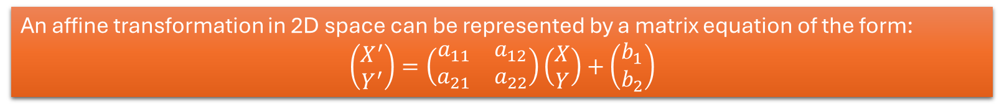 An affine transformation in 2D space can be represented by a matrix equation of the form:
(X′ Y′) = (a₁₁ a₁₂ a₂₁ a₂₂) (X Y) + (b₁ b₂)